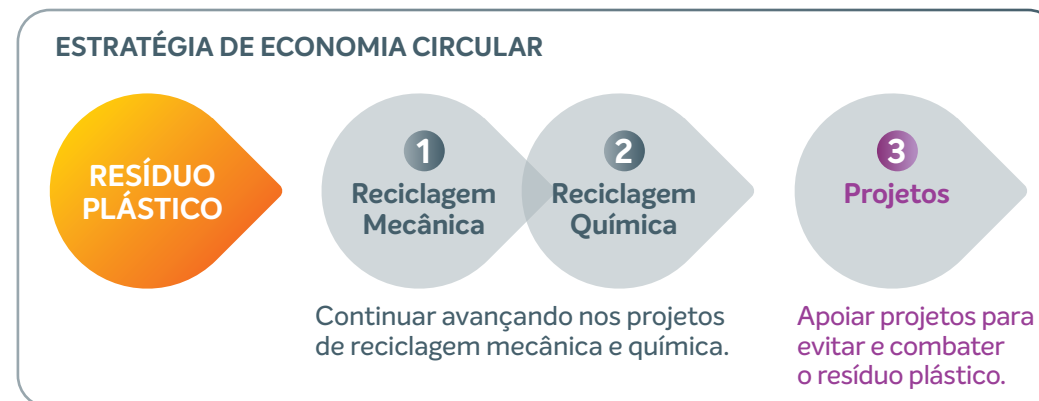 ESTRATÉGIA DE ECONOMIA CIRCULAR
RESÍDUO
PLÁSTICO
1
Reciclagem
Mecânica
2
Reciclagem
Química
Continuar avançando nos projetos
de reciclagem mecânica e química.
3
Projetos
Apoiar projetos para
evitar e combater
o resíduo plástico.